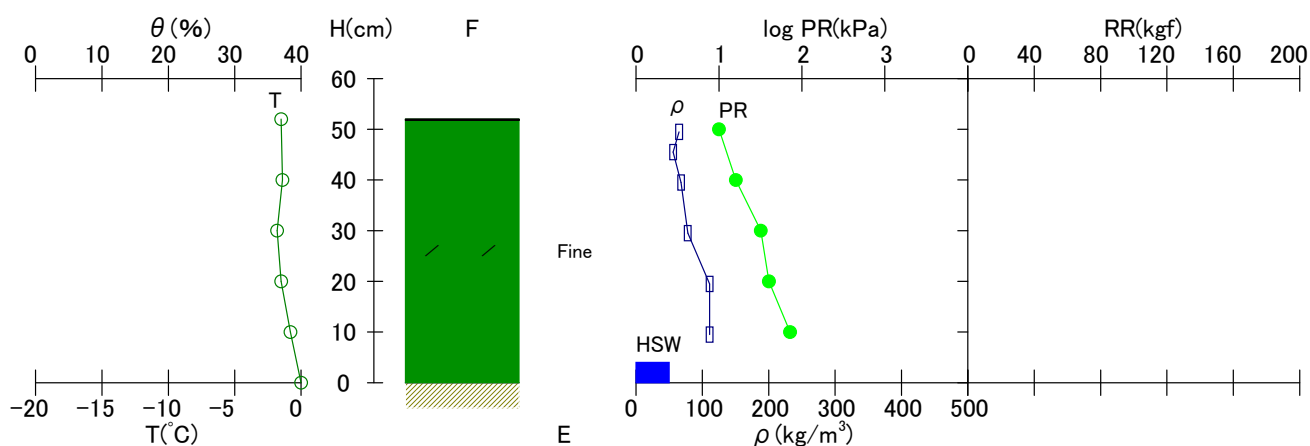 θ(%) H(cm) F log PR(kPa) RR(kgf)
0 10 20 30 40 0 1 2 3 4 0 40 80 120 160 200
60
T ρ PR
50
40
30
Fine
20
10
HSW
0
-20 -15 -10 -5 0 0 100 200 300 400 500
T(°C) E ρ(kg/m³)